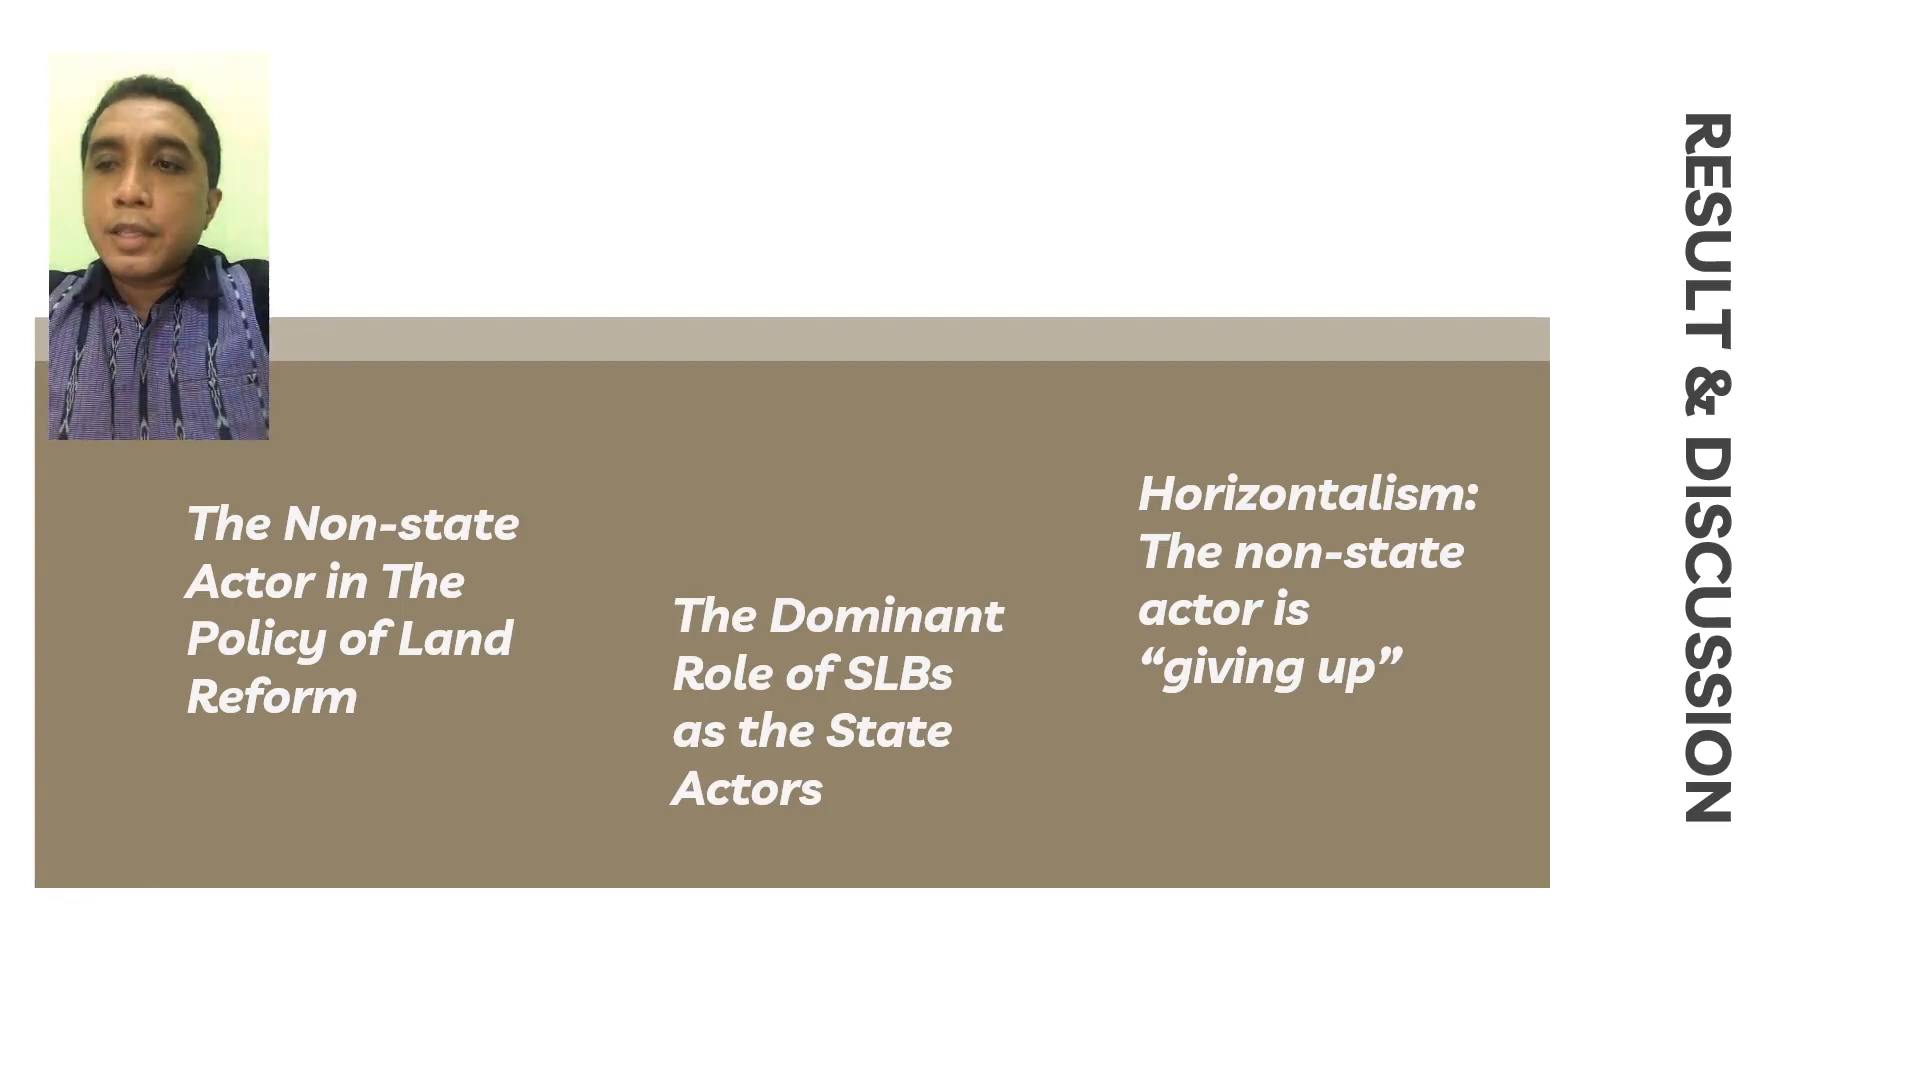 The Non-state
Actor in The
Policy of Land
Reform
The Dominant
Role of SLBs
as the State
Actors
Horizontalism:
The non-state
actor is
“giving up”
RESULT & DISCUSSION